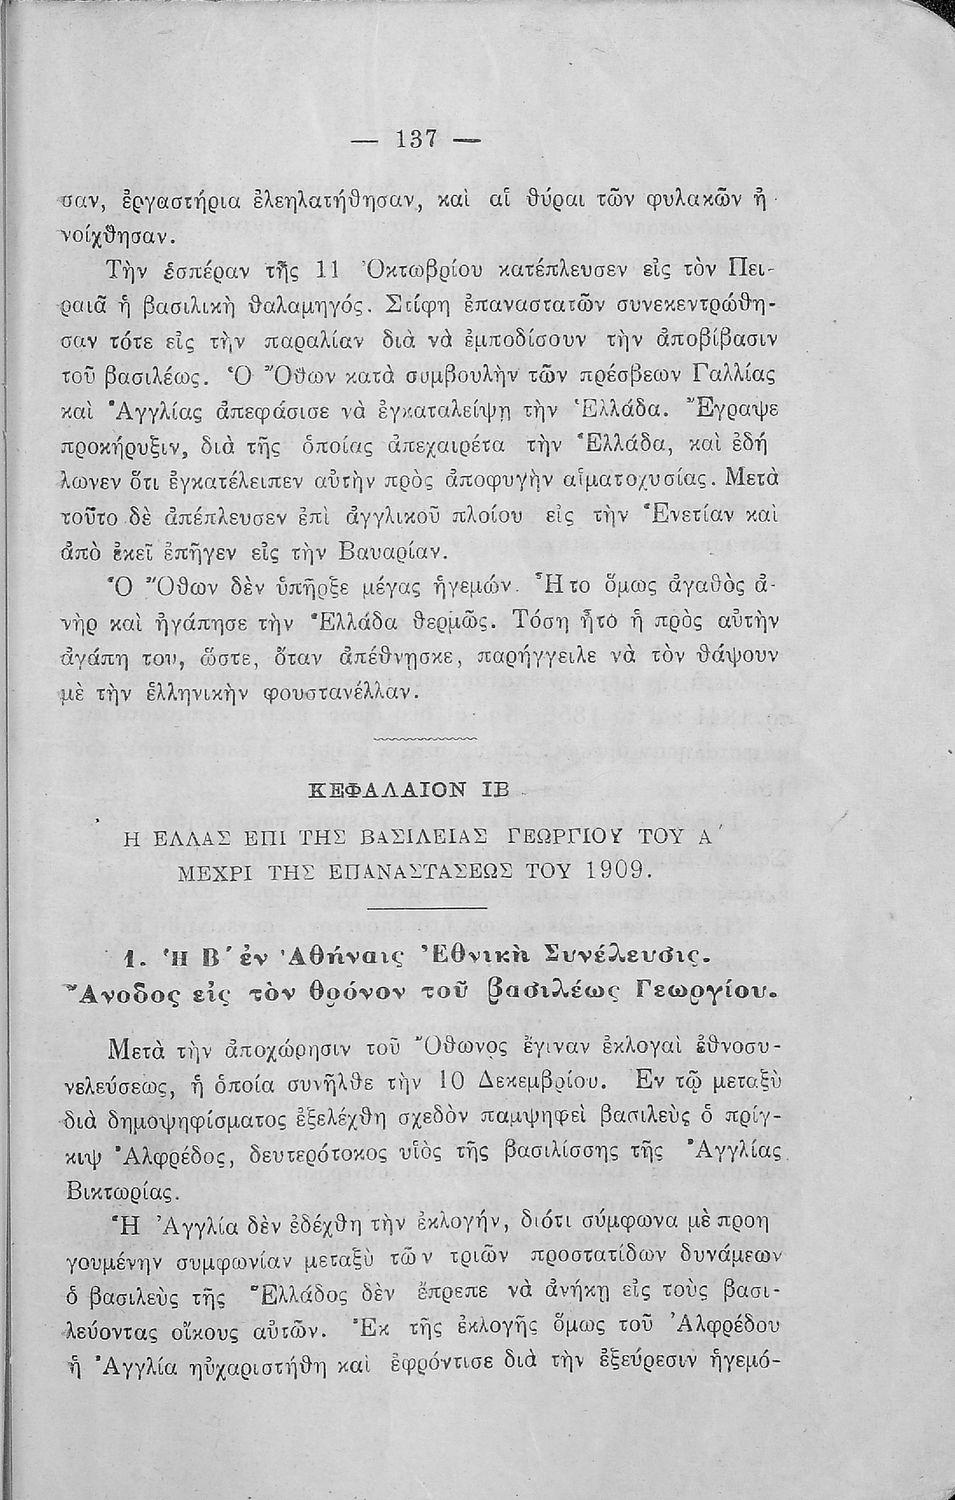 — 137 —
σαν, ἐργαστήρια ἐλεηλατήθησαν, καὶ αἱ θύραι τῶν φυλακῶν ἠ-
νοίχθησαν.
Τὴν ἑσπέραν τῆς 11 Ὀκτωβρίου κατέπλευσεν εἰς τὸν Πει-
ραιᾶ ἡ βασιλικὴ θαλαμηγός. Στίφη ἐπαναστατῶν συνεκεντρώθη-
σαν τότε εἰς τὴν παραλίαν διὰ νὰ ἐμποδίσουν τὴν ἀποβίβασιν
τοῦ βασιλέως. Ὁ Ὄθων κατὰ συμβουλὴν τῶν πρέσβεων Γαλλίας
καὶ Ἀγγλίας ἀπεφάσισε νὰ ἐγκαταλείψῃ τὴν Ἑλλάδα. Ἔγραψε
προκήρυξιν, διὰ τῆς ὁποίας ἀπεχαιρέτα τὴν Ἑλλάδα, καὶ ἐδή
λωνεν ὅτι ἐγκατέλειπεν αὐτὴν πρὸς ἀποφυγὴν αἱματοχυσίας. Μετὰ
τοῦτο δὲ ἀπέπλευσεν ἐπὶ ἀγγλικοῦ πλοίου εἰς τὴν Ἑνετίαν καὶ
ἀπὸ ἐκεῖ ἐπῆγεν εἰς τὴν Βαυαρίαν.
Ὁ Ὄθων δὲν ὑπῆρξε μέγας ἡγεμών. Ἦτο ὅμως ἀγαθὸς ἀ-
νὴρ καὶ ἠγάπησε τὴν Ἑλλάδα θερμῶς. Τόση ἦτο ἡ πρὸς αὐτὴν
ἀγάπη του, ὥστε, ὅταν ἀπέθνησκε, παρήγγειλε νὰ τὸν θάψουν
μὲ τὴν ἑλληνικὴν φουστανέλλαν.
ΚΕΦΑΛΑΙΟΝ ΙΒ
Η ΕΛΛΑΣ ΕΠΙ ΤΗΣ ΒΑΣΙΛΕΙΑΣ ΓΕΩΡΓΙΟΥ ΤΟΥ Α΄
ΜΕΧΡΙ ΤΗΣ ΕΠΑΝΑΣΤΑΣΕΩΣ ΤΟΥ 1909.
1. Ἡ Β΄ ἐν Ἀθήναις Ἐθνικὴ Συνέλευσις.
Ἄνοδος εἰς τὸν θρόνον τοῦ βασιλέως Γεωργίου.
Μετὰ τὴν ἀποχώρησιν τοῦ Ὄθωνος ἔγιναν ἐκλογαὶ ἐθνοσυ-
νελεύσεως, ἡ ὁποία συνῆλθε τὴν 10 Δεκεμβρίου. Ἐν τῷ μεταξὺ
διὰ δημοψηφίσματος ἐξελέχθη σχεδὸν παμψηφεὶ βασιλεὺς ὁ πρίγ-
κιψ Ἀλφρέδος, δευτερότοκος υἱὸς τῆς βασιλίσσης τῆς Ἀγγλίας
Βικτωρίας.
Ἡ Ἀγγλία δὲν ἐδέχθη τὴν ἐκλογήν, διότι σύμφωνα μὲ προη
γουμένην συμφωνίαν μεταξὺ τῶν τριῶν προστατίδων δυνάμεων
ὁ βασιλεὺς τῆς Ἑλλάδος δὲν ἔπρεπε νὰ ἀνήκῃ εἰς τοὺς βασι-
λεύοντας οἴκους αὐτῶν. Ἐκ τῆς ἐκλογῆς ὅμως τοῦ Ἀλφρέδου
ἡ Ἀγγλία ηὐχαριστήθη καὶ ἐφρόντισε διὰ τὴν ἐξεύρεσιν ἡγεμό-